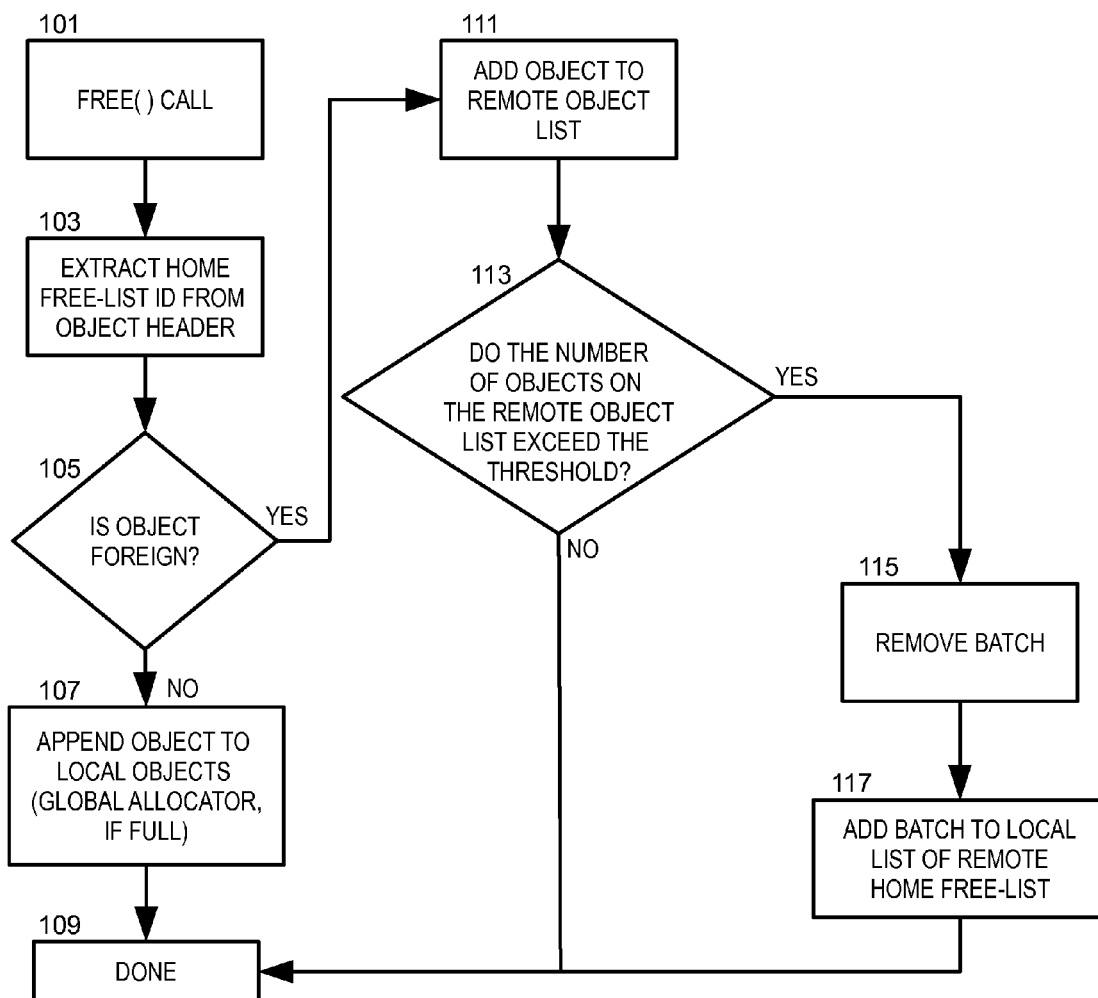 101
FREE( ) CALL
103
EXTRACT HOME
FREE-LIST ID FROM
OBJECT HEADER
105
IS OBJECT
FOREIGN?
YES
NO
107
APPEND OBJECT TO
LOCAL OBJECTS
(GLOBAL ALLOCATOR,
IF FULL)
109
DONE
111
ADD OBJECT TO
REMOTE OBJECT
LIST
113
DO THE NUMBER
OF OBJECTS ON
THE REMOTE OBJECT
LIST EXCEED THE
THRESHOLD?
YES
NO
115
REMOVE BATCH
117
ADD BATCH TO LOCAL
LIST OF REMOTE
HOME FREE-LIST